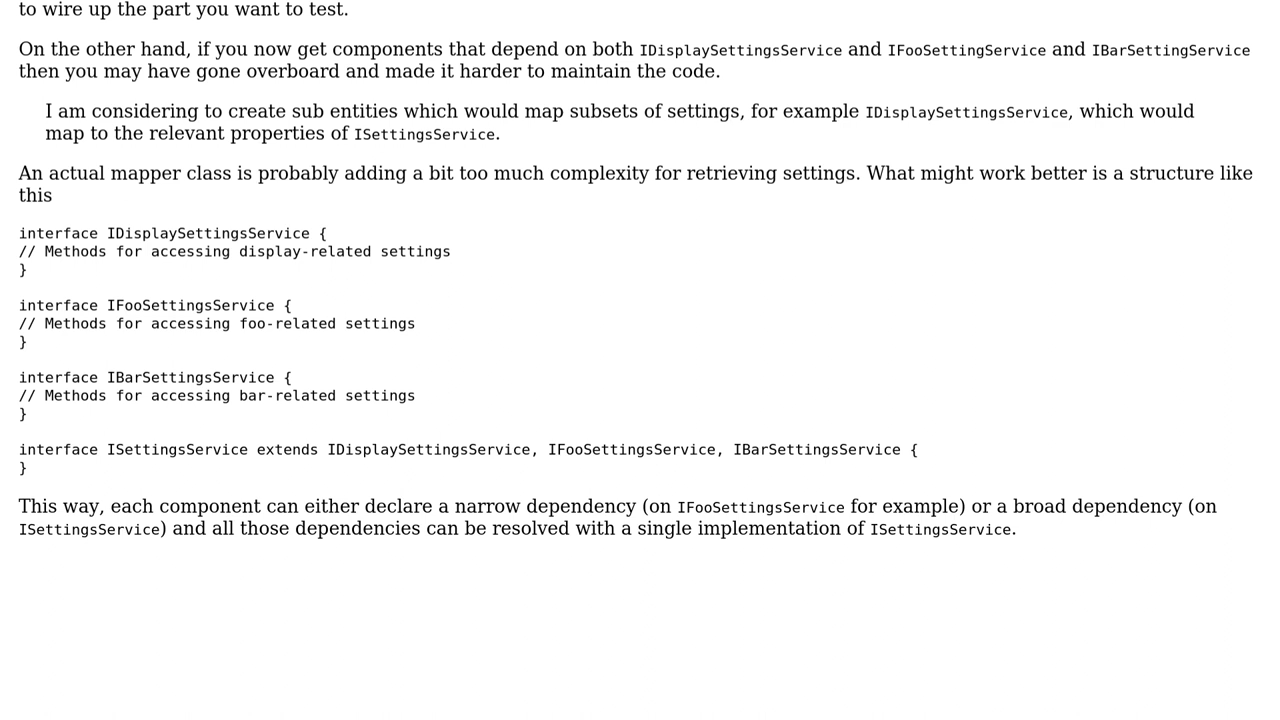 to wire up the part you want to test.
On the other hand, if you now get components that depend on both IDisplaySettingsService and IFooSettingService and IBarSettingService
then you may have gone overboard and made it harder to maintain the code.
I am considering to create sub entities which would map subsets of settings, for example IDisplaySettingsService, which would
map to the relevant properties of ISettingsService.
An actual mapper class is probably adding a bit too much complexity for retrieving settings. What might work better is a structure like
this
interface IDisplaySettingsService {
// Methods for accessing display-related settings
}
interface IFooSettingsService {
// Methods for accessing foo-related settings
}
interface IBarSettingsService {
// Methods for accessing bar-related settings
}
interface ISettingsService extends IDisplaySettingsService, IFooSettingsService, IBarSettingsService {
}
This way, each component can either declare a narrow dependency (on IFooSettingsService for example) or a broad dependency (on
ISettingsService) and all those dependencies can be resolved with a single implementation of ISettingsService.